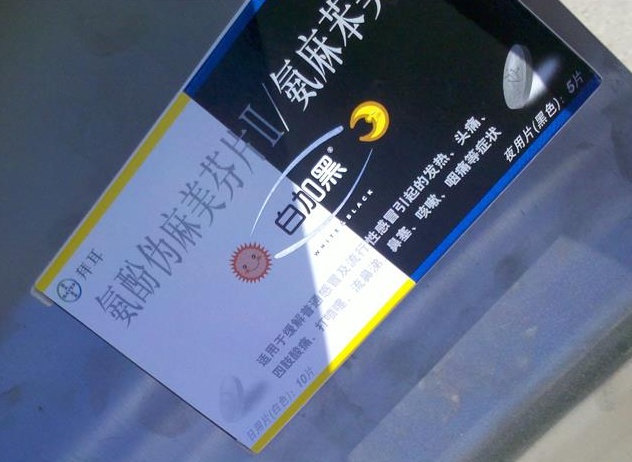 拜耳
氨酚伪麻美芬片II/氨麻苯美
白加黑®
WHITE & BLACK
适用于缓解普通感冒及流行性感冒引起的发热、头痛、
四肢酸痛、打喷嚏、流鼻涕、鼻塞、咳嗽、咽痛等症状
日用片(白色): 10片
夜用片(黑色): 5片